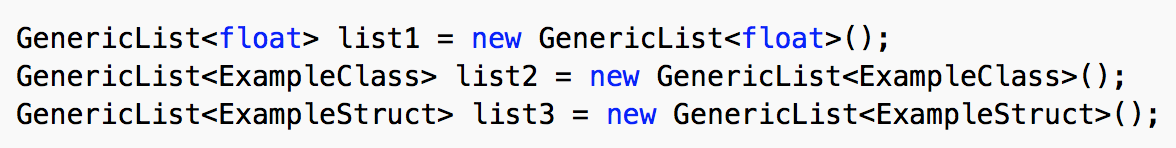 GenericList<float> list1 = new GenericList<float>();
GenericList<ExampleClass> list2 = new GenericList<ExampleClass>();
GenericList<ExampleStruct> list3 = new GenericList<ExampleStruct>();